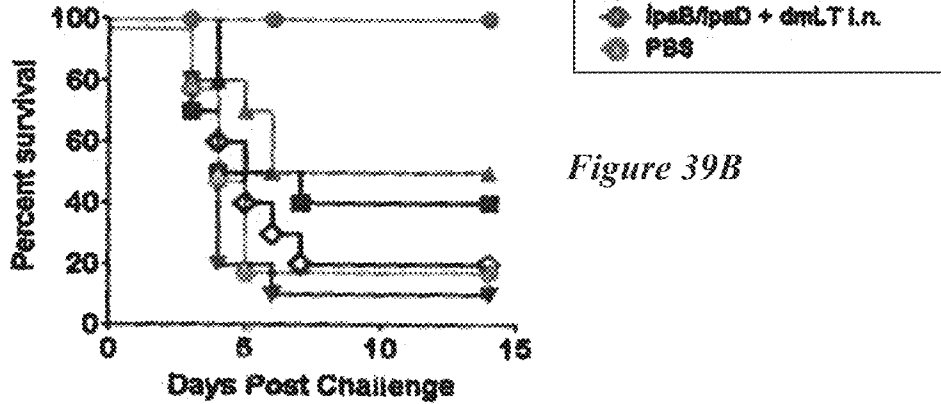 IpaB/IpaD + dmLT i.n.
PBS
Figure 39B
Percent survival
100
80
60
40
20
0
0
5
10
15
Days Post Challenge